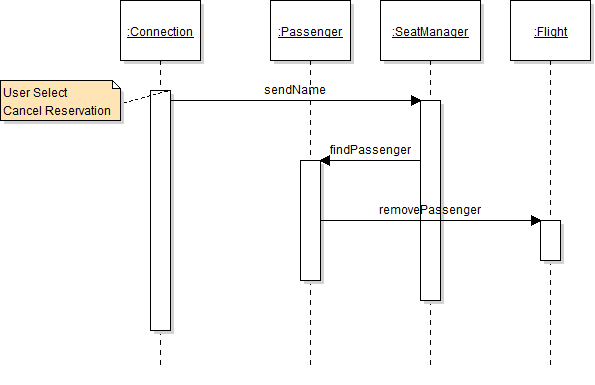 :Connection
:Passenger
:SeatManager
:Flight
User Select
Cancel Reservation
sendName
findPassenger
removePassenger